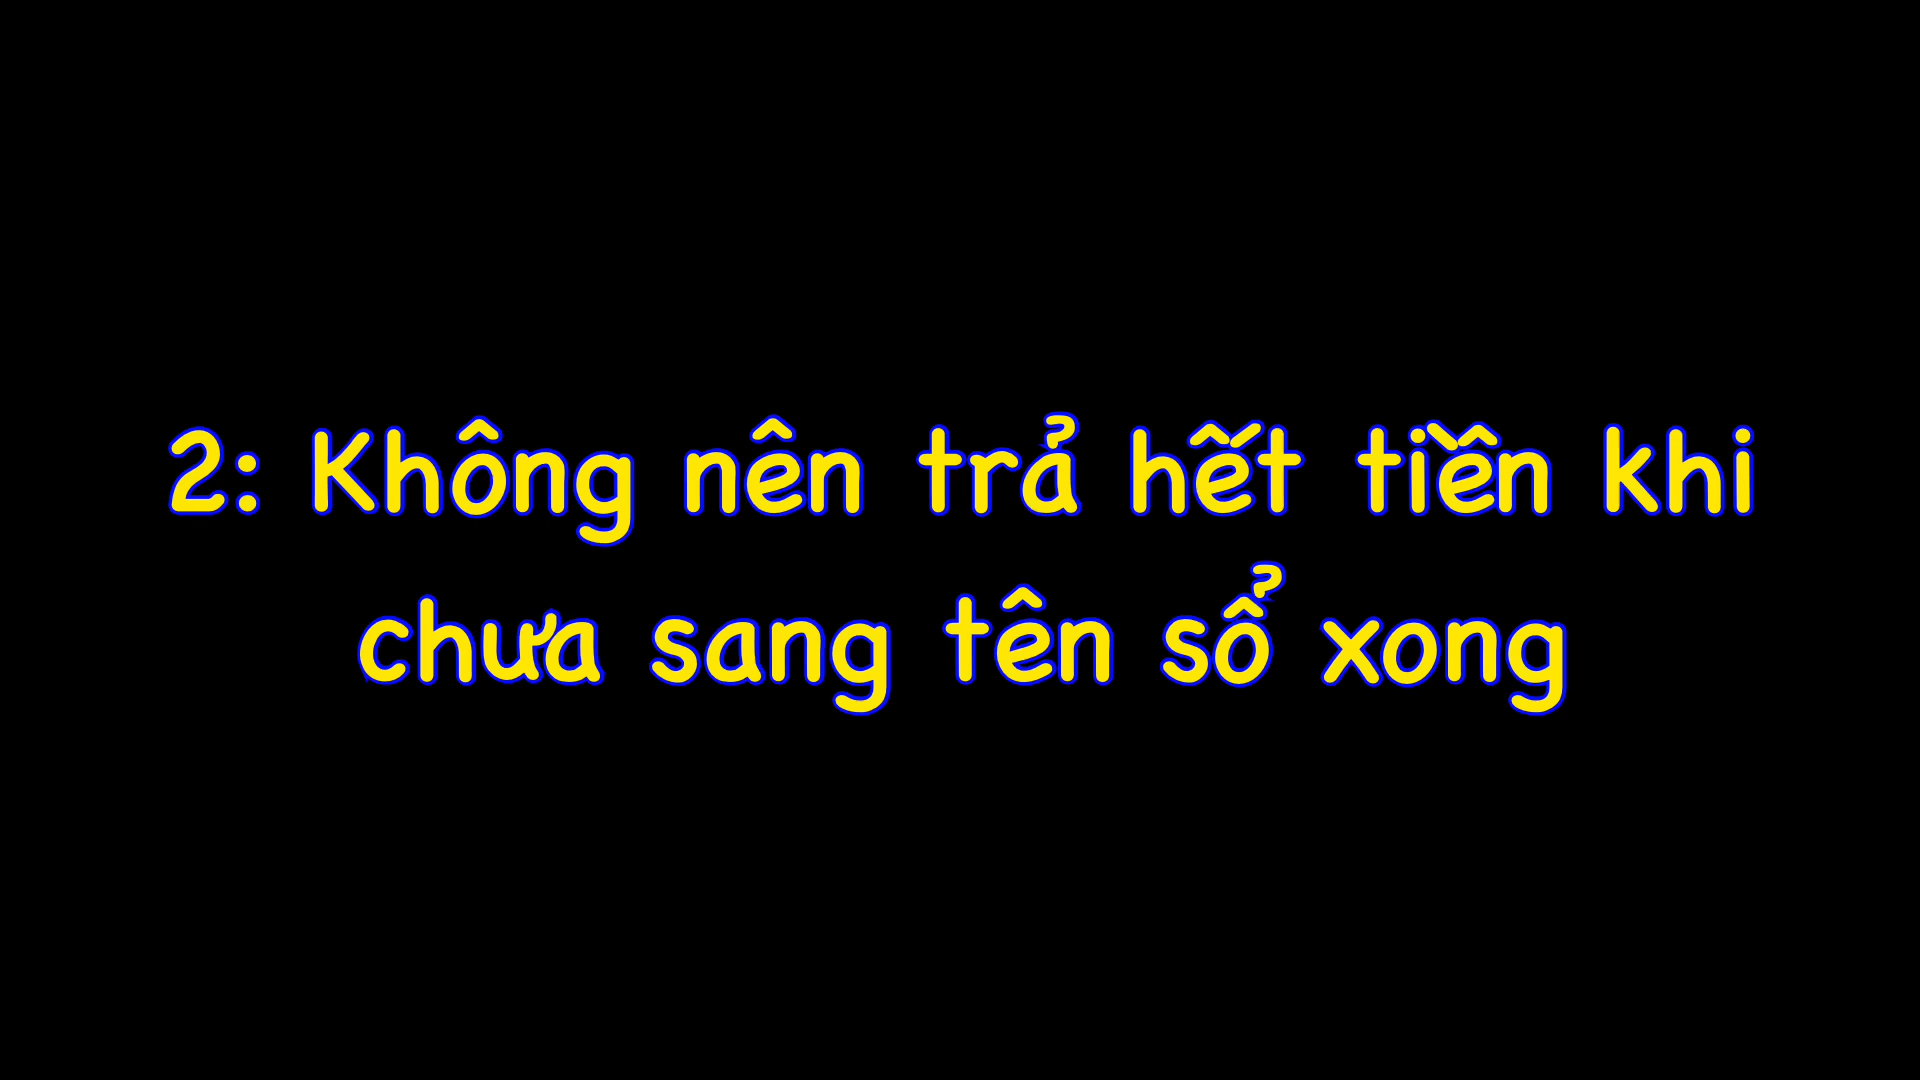 2: Không nên trả hết tiền khi
chưa sang tên sổ xong